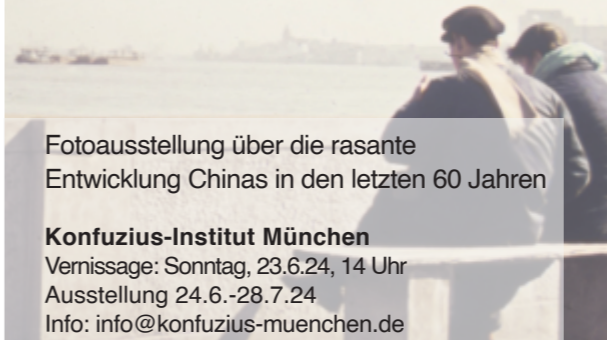 Fotoausstellung über die rasante
Entwicklung Chinas in den letzten 60 Jahren
Konfuzius-Institut München
Vernissage: Sonntag, 23.6.24, 14 Uhr
Ausstellung 24.6.-28.7.24
Info: info@konfuzius-muenchen.de